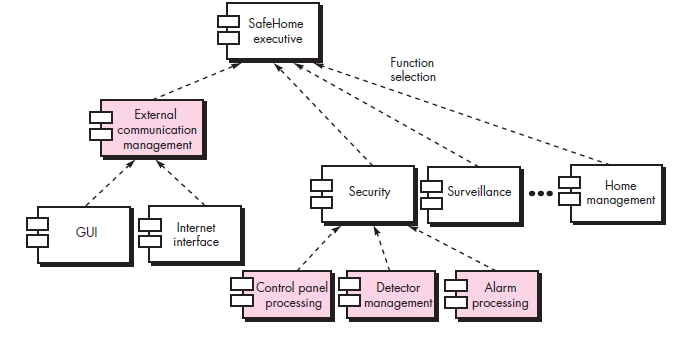 SafeHome
executive
Function
selection
External
communication
management
Security
Surveillance
Home
management
GUI
Internet
interface
Control panel
processing
Detector
management
Alarm
processing